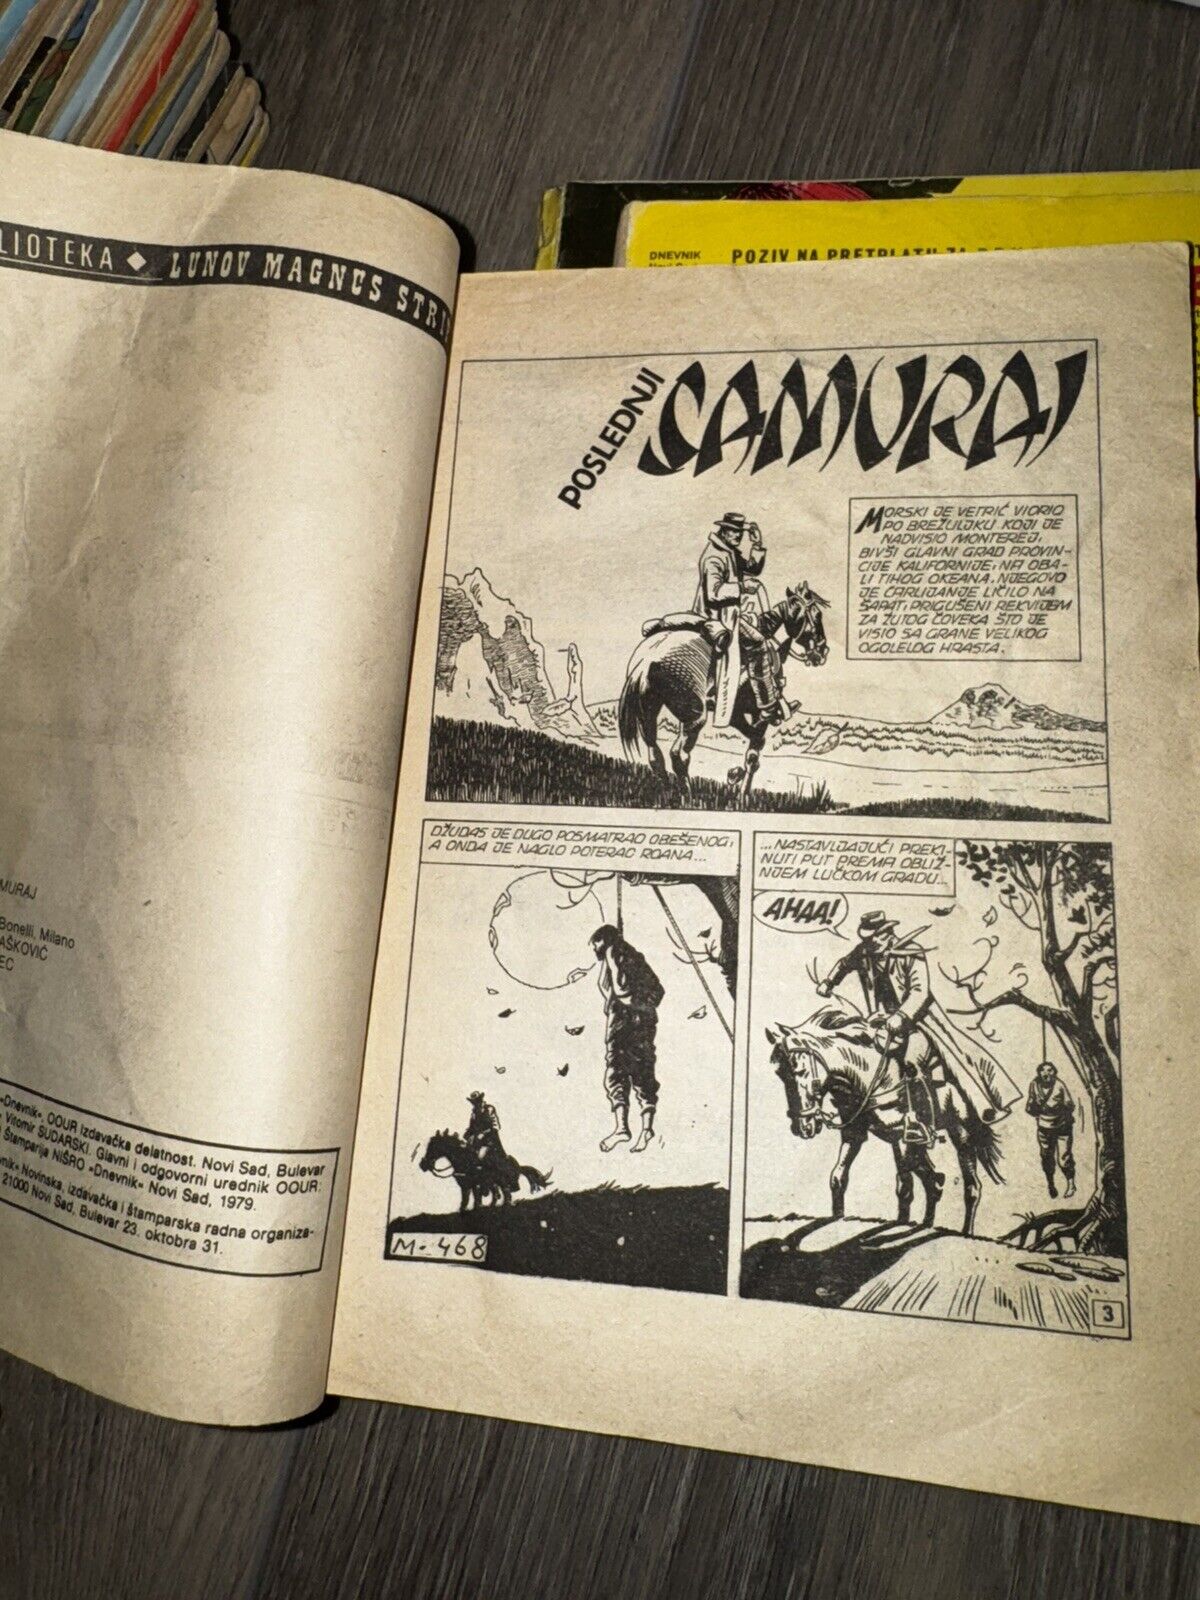 LIOTEKA ◆ LUNOV MAGNUS STRIP
MURAJ
Bonelli, Milano
AŠKOVIĆ
EC
»Dnevnik«. OOUR Izdavačka delatnost. Novi Sad, Bulevar
Vitomir SUDARSKI. Glavni i odgovorni urednik OOUR:
Štamparija NIŠRO »Dnevnik« Novi Sad, 1979.
nik« Novinska, izdavačka i štamparska radna organiza-
21000 Novi Sad, Bulevar 23. oktobra 31.
DNEVNIK
POZIV NA PRETPLATU ZA
POSLEDNJI
SAMURAJ
MORSKI JE VETRIĆ VIORIO
PO BREŽULJKU KOJI JE
NADVISIO MONTEREJ,
BIVŠI GLAVNI GRAD PROVIN-
CIJE KALIFORNIJE, NA OBA-
LI TIHOG OKEANA. NJEGOVO
JE ĆARLIJANJE LIČILO NA
ŠAPAT, PRIGUŠENI REKVIJEM
ZA ŽUTOG ČOVEKA ŠTO JE
VISIO SA GRANE VELIKOG
OGOLELOG HRASTA.
DŽUDAS JE DUGO POSMATRAO OBEŠENOG,
A ONDA JE NAGLO POTERAO ROANA...
...NASTAVLJAJUĆI PREKI-
NUTI PUT PREMA OBLIŽ-
NJEM LUČKOM GRADU...
AHAA!
M-468
3